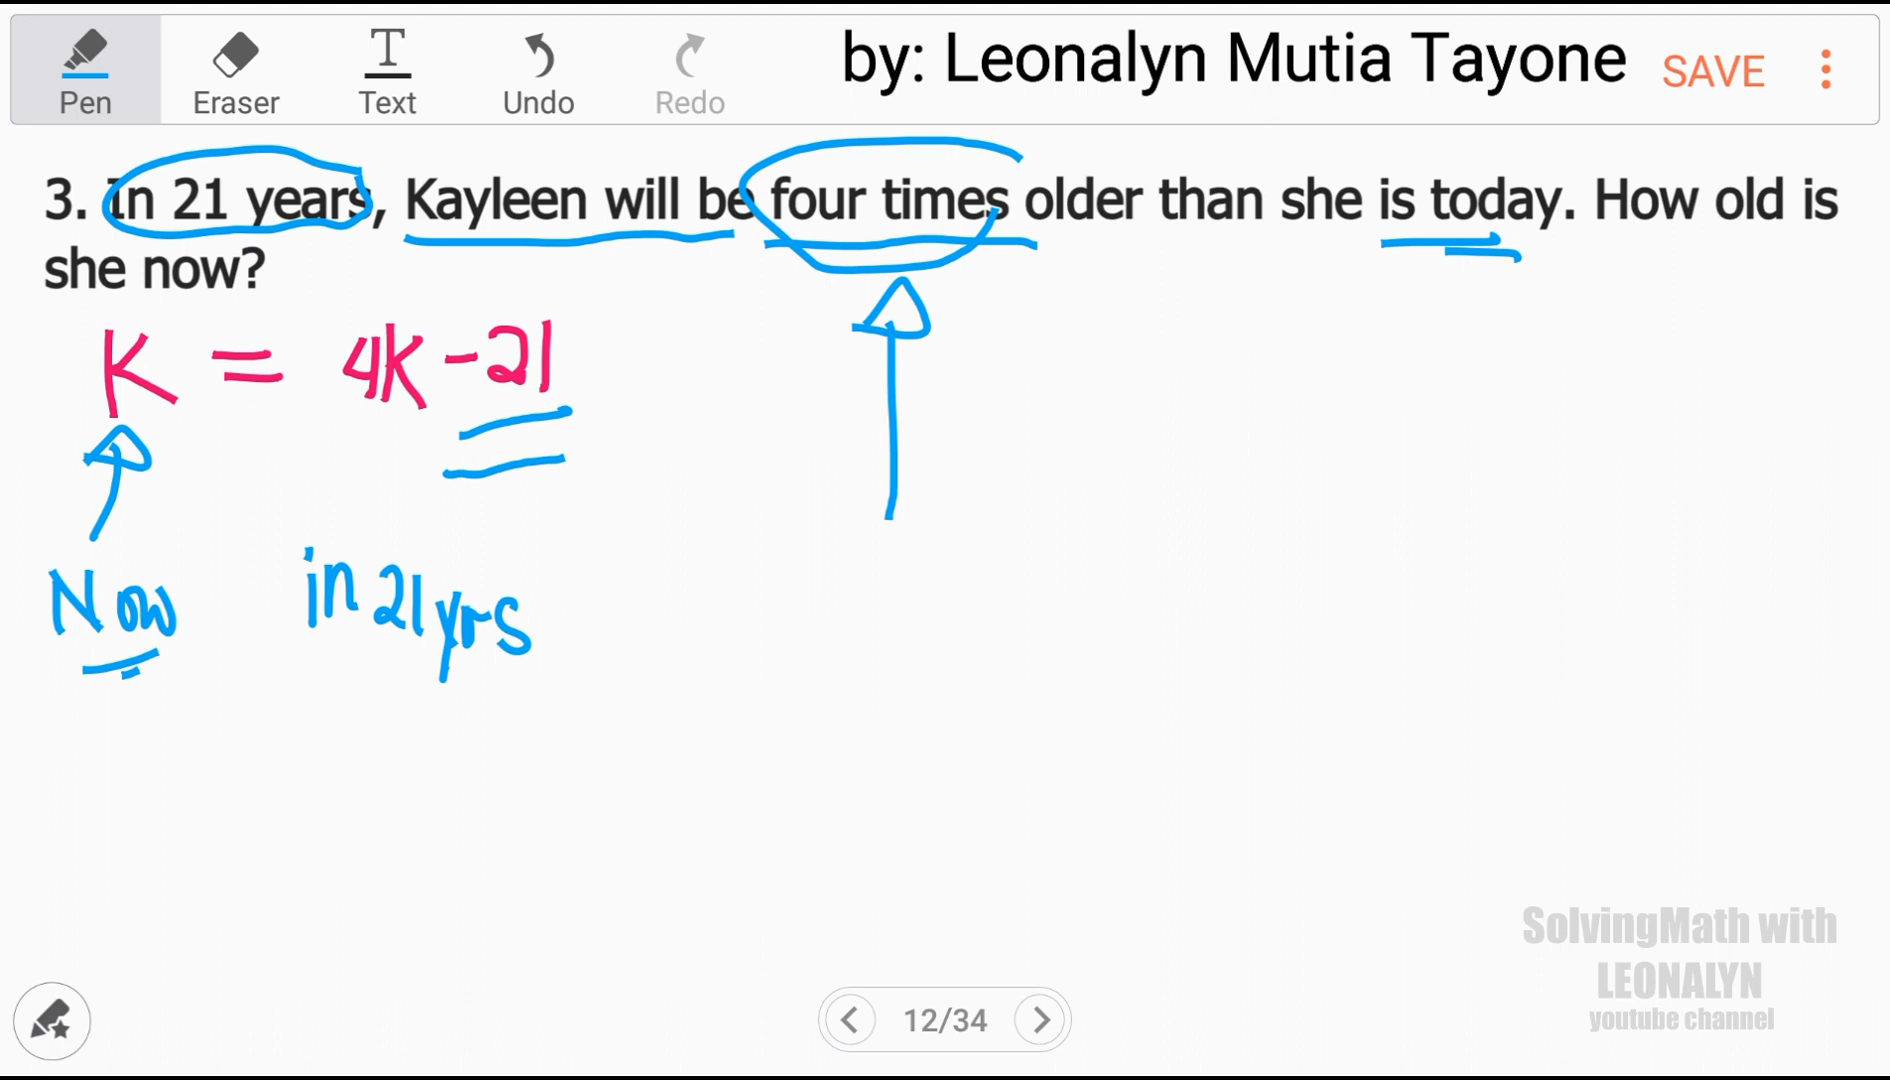 Pen Eraser Text Undo Redo by: Leonalyn Mutia Tayone SAVE
3. In 21 years, Kayleen will be four times older than she is today. How old is
she now?
K = 4K - 21
Now in 21 yrs
SolvingMath with
LEONALYN
youtube channel
12/34